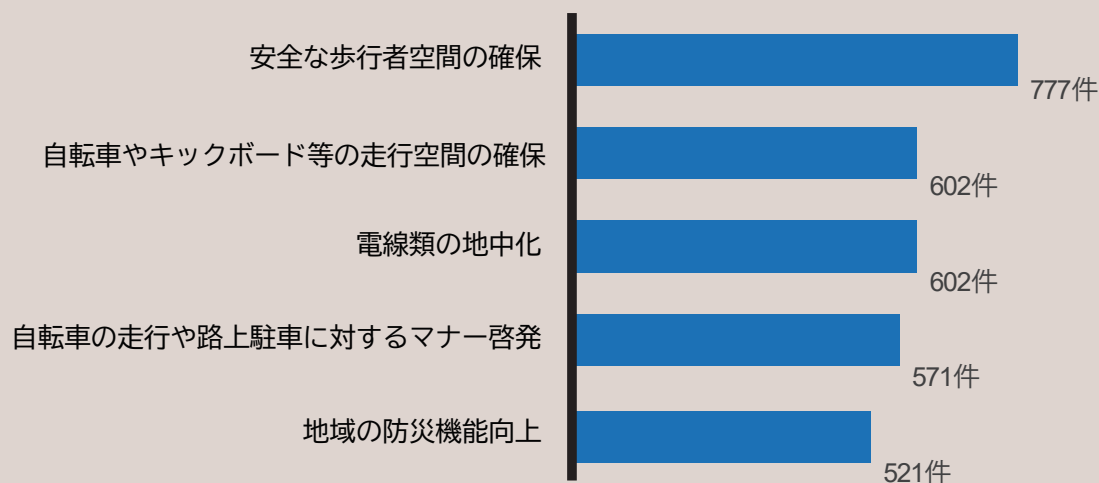 安全な歩行者空間の確保
777件
自転車やキックボード等の走行空間の確保
602件
電線類の地中化
602件
自転車の走行や路上駐車に対するマナー啓発
571件
地域の防災機能向上
521件